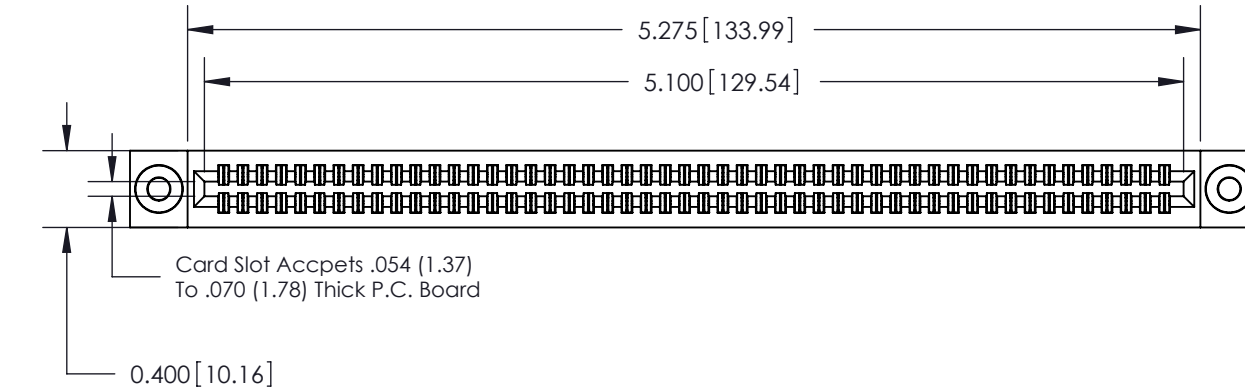 5.275[133.99]
5.100[129.54]
Card Slot Accpets .054 (1.37)
To .070 (1.78) Thick P.C. Board
0.400[10.16]